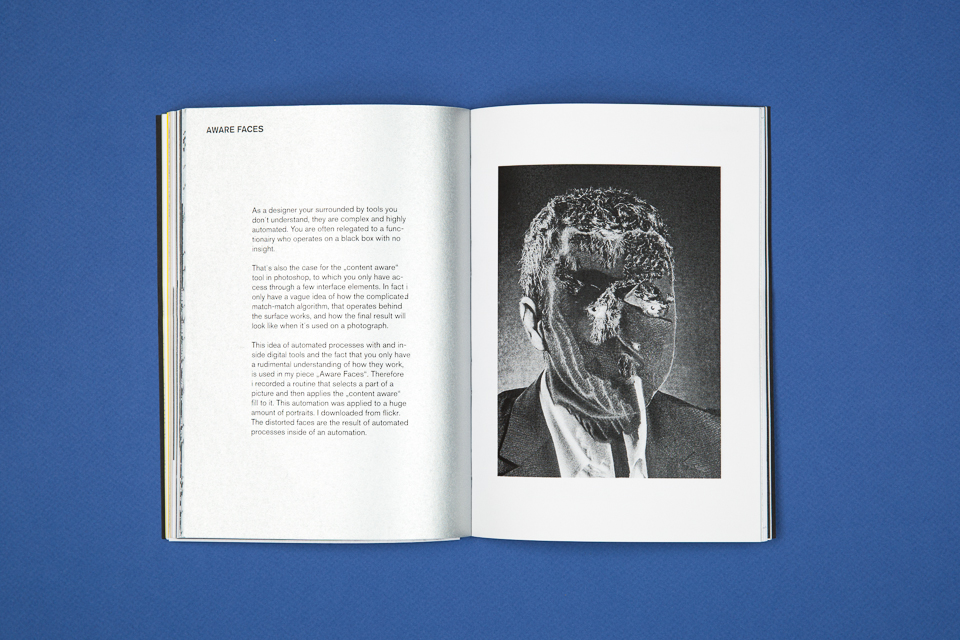 AWARE FACES
As a designer your surrounded by tools you
don't understand, they are complex and highly
automated. You are often relegated to a func-
tionairy who operates on a black box with no
insight.
That's also the case for the „content aware"
tool in photoshop, to which you only have ac-
cess through a few interface elements. In fact i
only have a vague idea of how the complicated
match-match algorithm, that operates behind
the surface works, and how the final result will
look like when it's used on a photograph.
This idea of automated processes with and in-
side digital tools and the fact that you only have
a rudimental understanding of how they work,
is used in my piece „Aware Faces". Therefore
i recorded a routine that selects a part of a
picture and then applies the „content aware"
fill to it. This automation was applied to a huge
amount of portraits. I downloaded from flickr.
The distorted faces are the result of automated
processes inside of an automation.